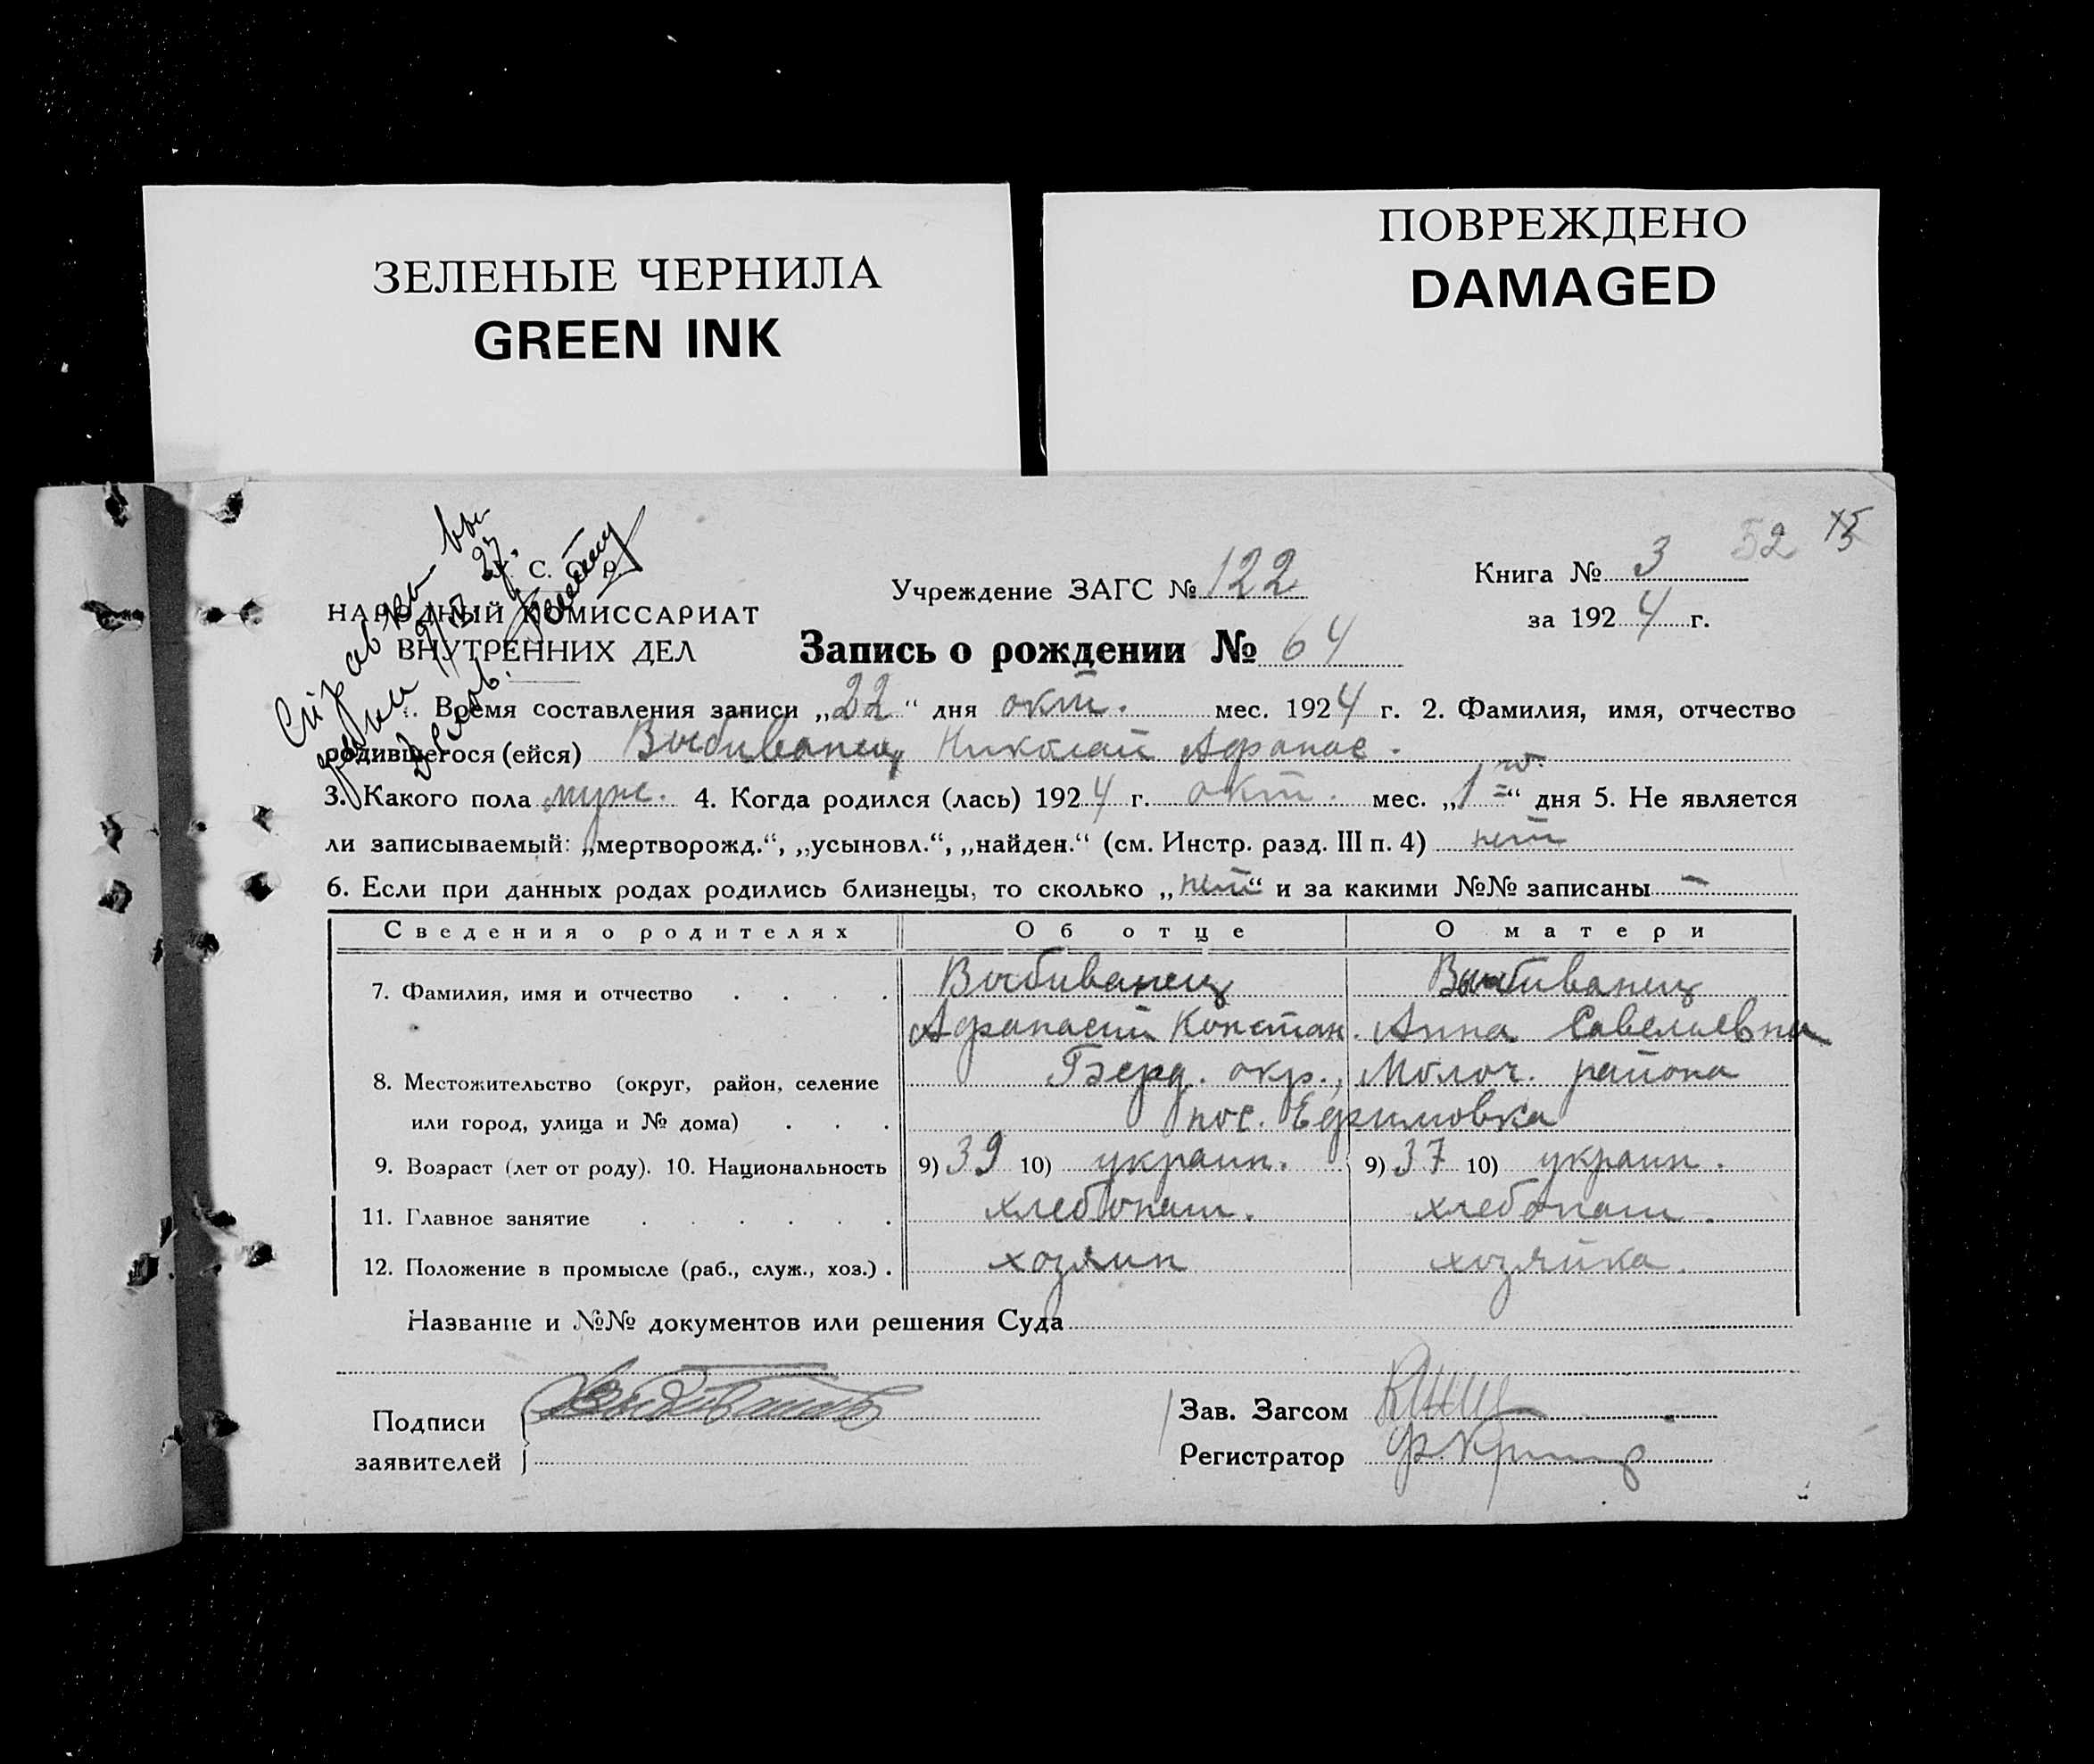 ЗЕЛЕНЫЕ ЧЕРНИЛА
GREEN INK
ПОВРЕЖДЕНО
DAMAGED
52
Справка вы
НАРОДНЫЙ КОМИССАРИАТ
ВНУТРЕННИХ ДЕЛ
Учреждение ЗАГС № 122
Книга № 3
за 1924 г.
Запись о рождении № 64
Время составления записи „22“ дня окт. мес. 1924 г. 2. Фамилия, имя, отчество
родившегося (ейся) Выбиванец Николай Афанас.
3. Какого пола муж. 4. Когда родился (лась) 1924 г. окт. мес. „1го“ дня 5. Не является
ли записываемый: „мертворожд.“, „усыновл.“, „найден.“ (см. Инстр. разд. III п. 4) нет
6. Если при данных родах родились близнецы, то сколько „нет“ и за какими №№ записаны —
Сведения о родителях Об отце О матери
7. Фамилия, имя и отчество . . . . Выбиванец Выбиванец
Афанасий Констан. Анна Савельевна
8. Местожительство (округ, район, селение Бэрд. окр., Молоч. района
или город, улица и № дома) . . . пос. Ефимовка
9. Возраст (лет от роду). 10. Национальность 9) 39 10) украин. 9) 37 10) украин.
11. Главное занятие . . . . . . хлебопаш. хлебопаш.
12. Положение в промысле (раб., служ., хоз.) . хозяин хозяйка.
Название и №№ документов или решения Суда
Подписи
заявителей
Зав. Загсом
Регистратор